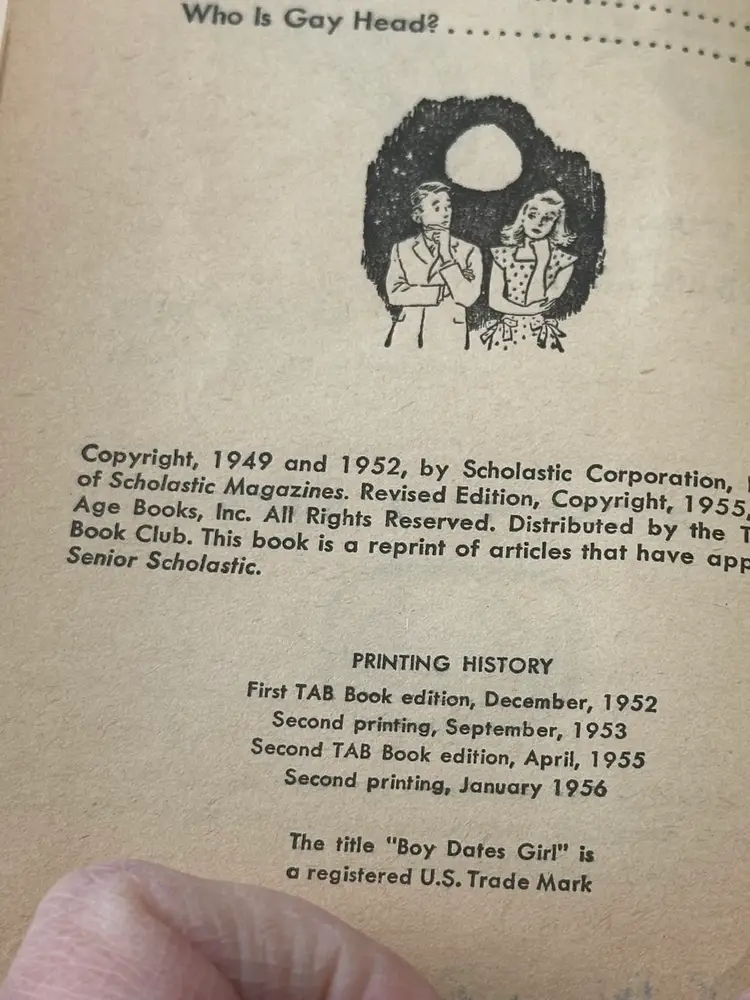 Who Is Gay Head?..............................
Copyright, 1949 and 1952, by Scholastic Corporation,
of Scholastic Magazines. Revised Edition, Copyright, 1955,
Age Books, Inc. All Rights Reserved. Distributed by the
Book Club. This book is a reprint of articles that have
Senior Scholastic.
PRINTING HISTORY
First TAB Book edition, December, 1952
Second printing, September, 1953
Second TAB Book edition, April, 1955
Second printing, January 1956
The title "Boy Dates Girl" is
a registered U.S. Trade Mark